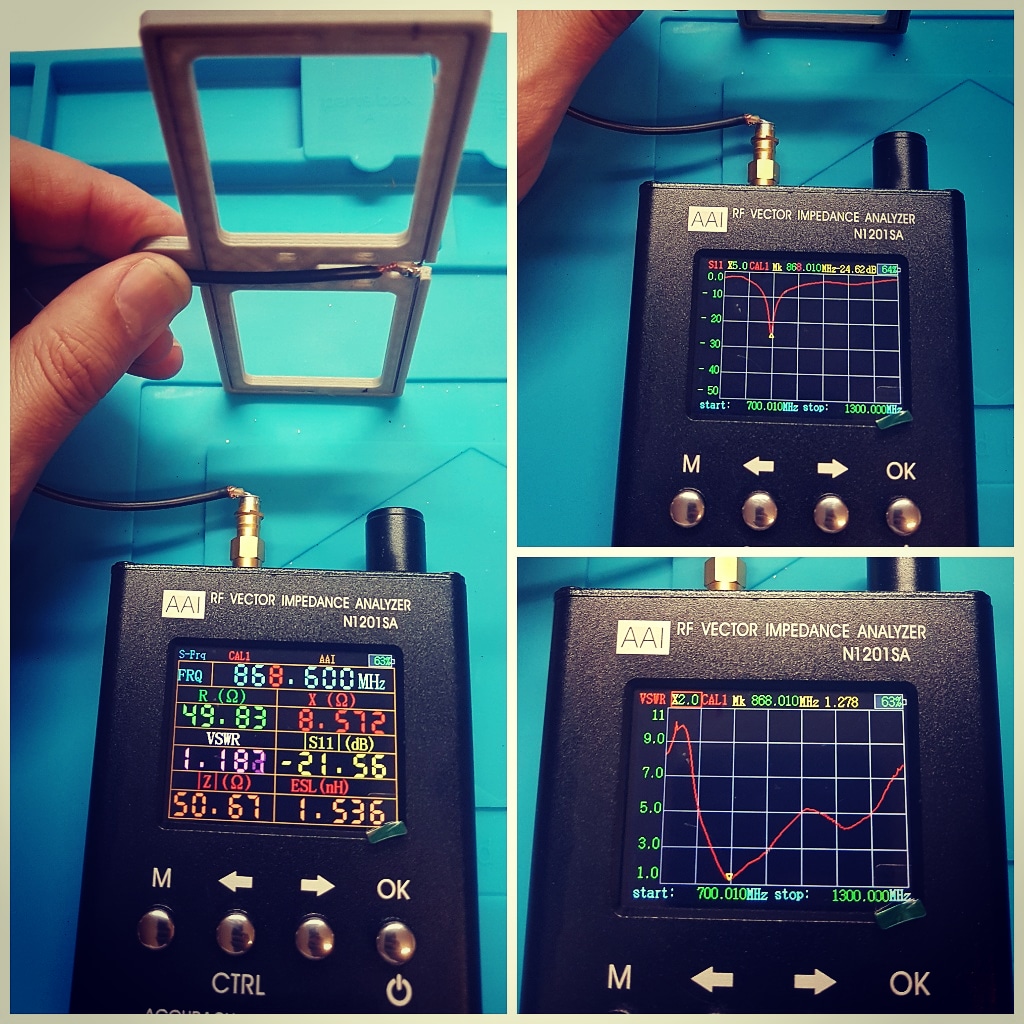 AAI RF VECTOR IMPEDANCE ANALYZER
N1201SA
S-Frq CAL1 AAI 63%
FRQ 868.600MHz
R (Ω) X (Ω)
49.83 8.572
VSWR |S11|(dB)
1.187 -21.56
|Z|(Ω) ESL(nH)
50.67 1.536
M OK
CTRL
AAI RF VECTOR IMPEDANCE ANALYZER
N1201SA
S11 X5.0 CAL1 Mk 868.010MHz-24.62dB 64%
0.0
- 10
- 20
- 30
- 40
- 50
start: 700.010MHz stop: 1300.000MHz
M OK
AAI RF VECTOR IMPEDANCE ANALYZER
N1201SA
VSWR X2.0 CAL1 Mk 868.010MHz 1.278 63%
11
9.0
7.0
5.0
3.0
1.0
start: 700.010MHz stop: 1300.000MHz
M OK